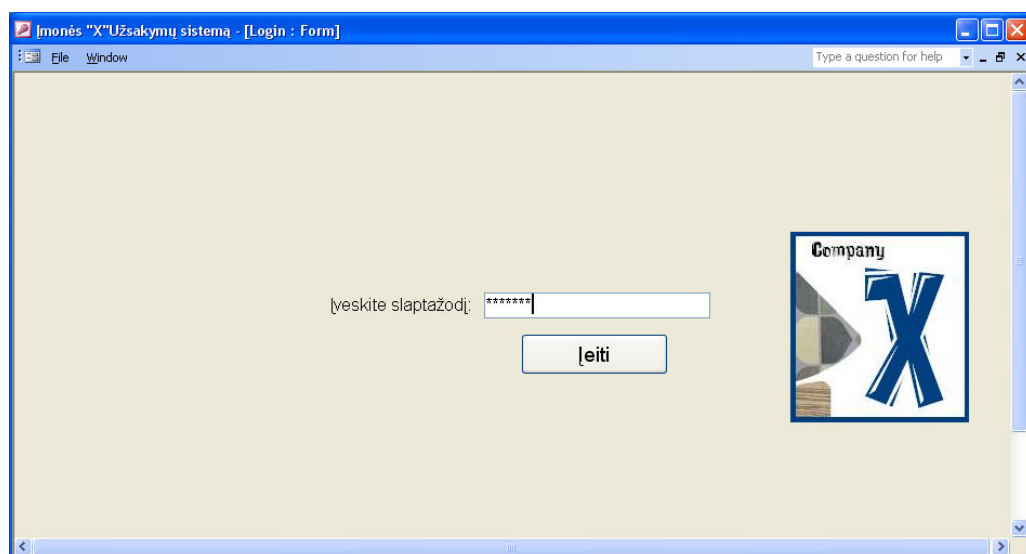 Įmonės "X"Užsakymų sistemą - [Login : Form]
File Window Type a question for help
Company
X
Įveskite slaptažodį: *******
Įeiti